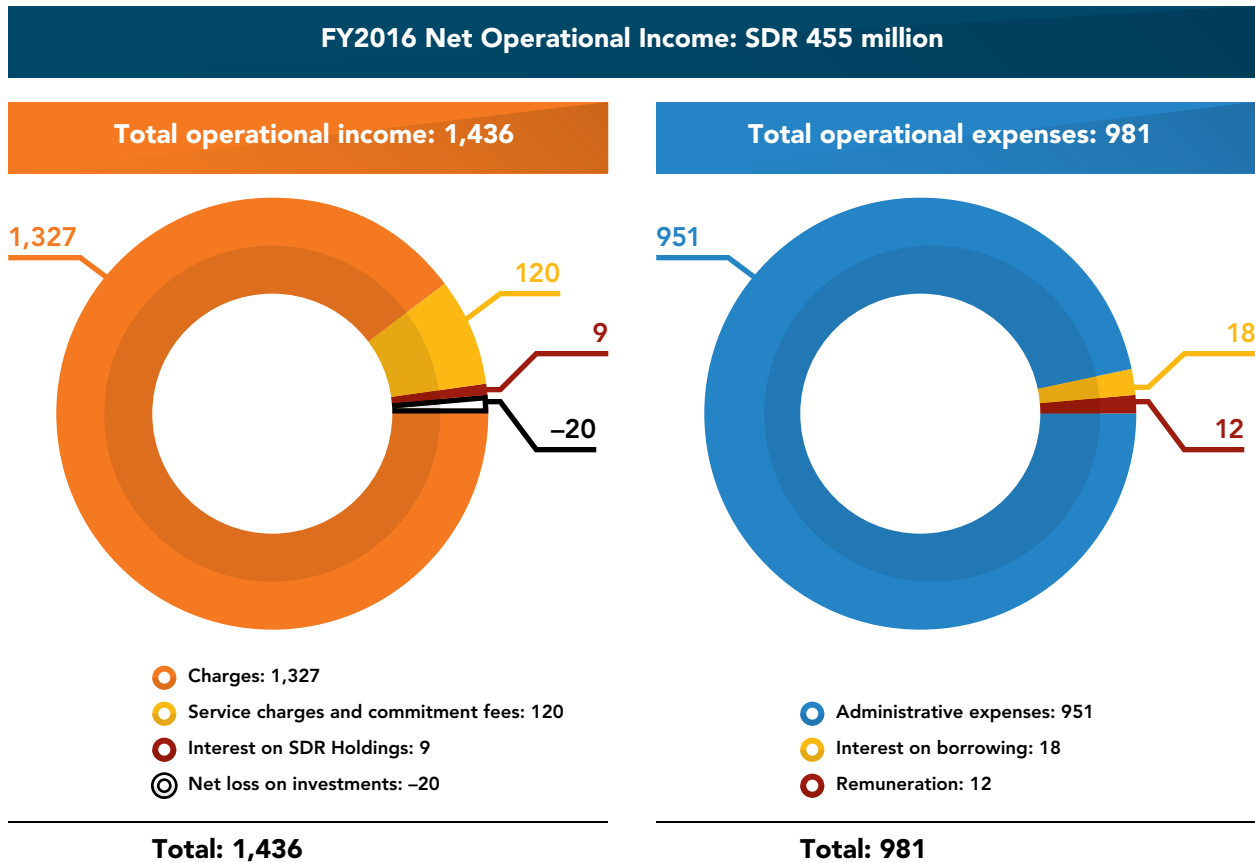 FY2016 Net Operational Income: SDR 455 million
Total operational income: 1,436
1,327
120
9
–20
Charges: 1,327
Service charges and commitment fees: 120
Interest on SDR Holdings: 9
Net loss on investments: –20
Total: 1,436
Total operational expenses: 981
951
18
12
Administrative expenses: 951
Interest on borrowing: 18
Remuneration: 12
Total: 981